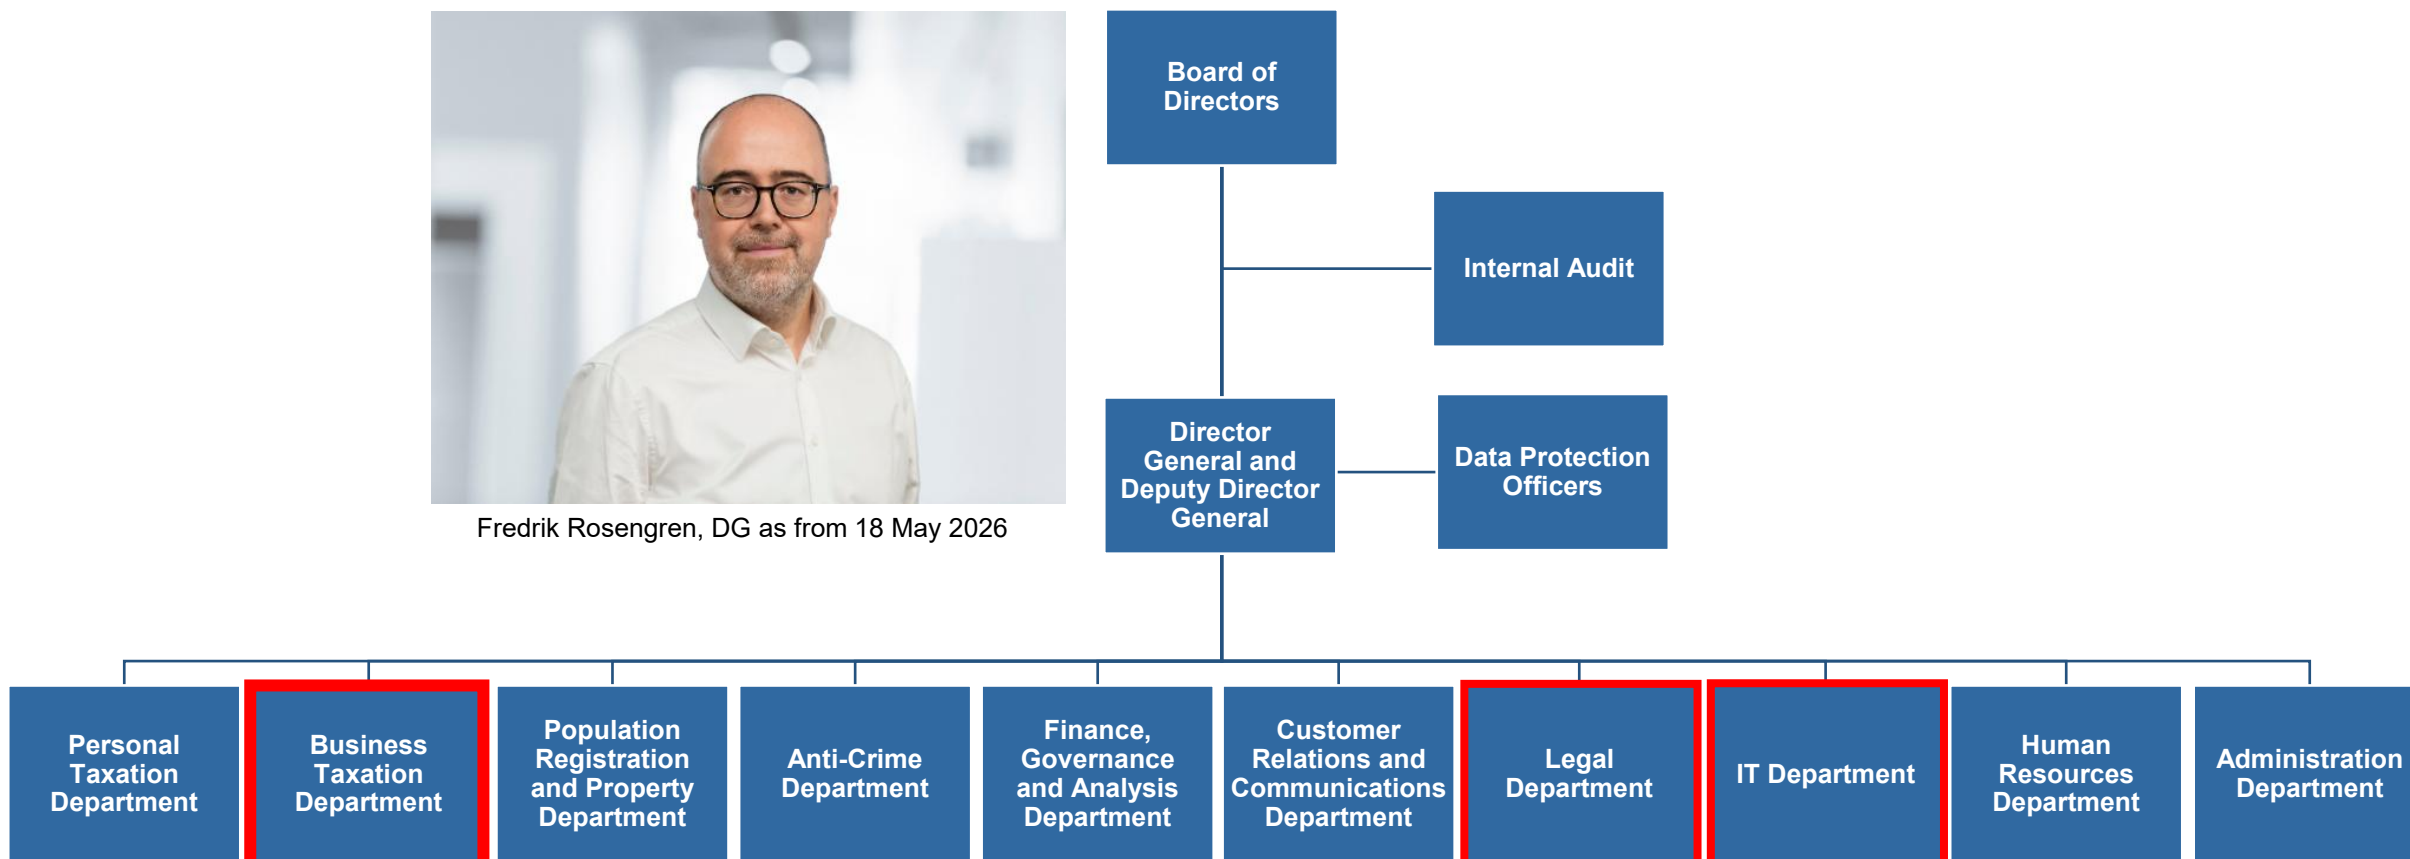 Board of
Directors
Internal Audit
Director
General and
Deputy Director
General
Data Protection
Officers
Fredrik Rosengren, DG as from 18 May 2026
Personal
Taxation
Department
Business
Taxation
Department
Population
Registration
and Property
Department
Anti-Crime
Department
Finance,
Governance
and Analysis
Department
Customer
Relations and
Communications
Department
Legal
Department
IT Department
Human
Resources
Department
Administration
Department